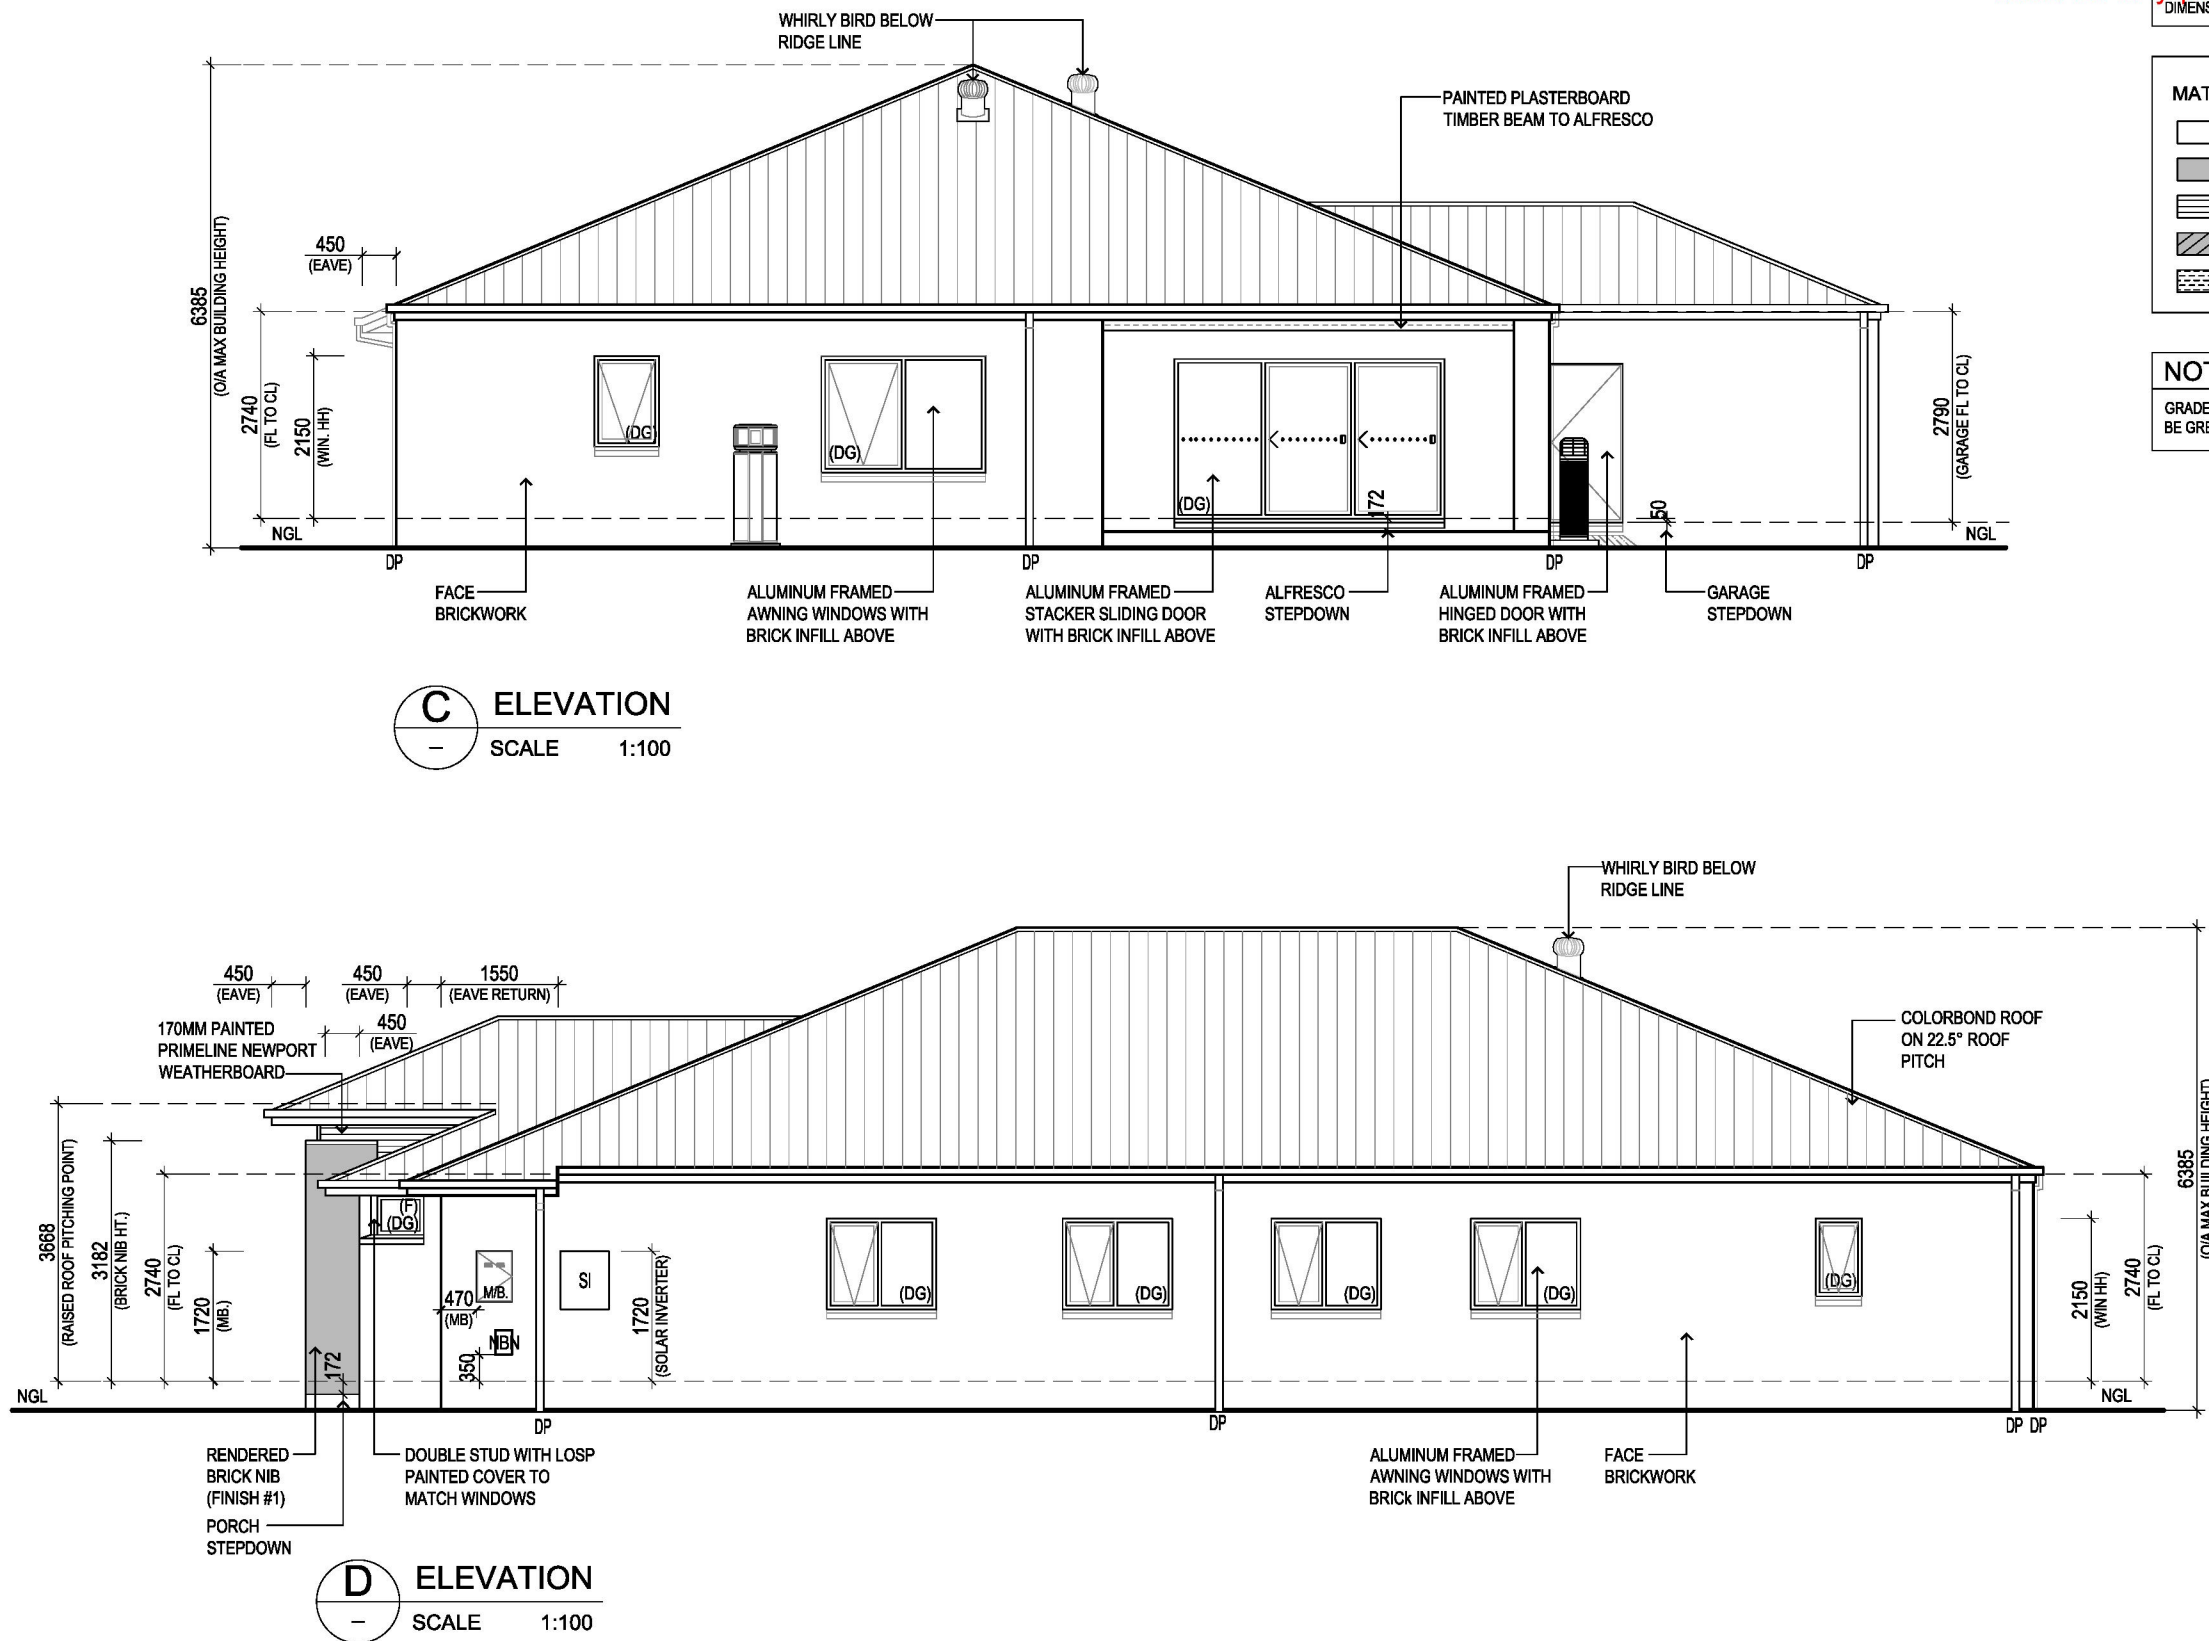 DIMENS
WHIRLY BIRD BELOW
RIDGE LINE
MAT
PAINTED PLASTERBOARD
TIMBER BEAM TO ALFRESCO
450
(EAVE)
6385
(O/A MAX BUILDING HEIGHT)
2740
(FL TO CL)
2150
(WIN. HH)
(DG)
(DG)
(DG)
172
50
2790
(GARAGE FL TO CL)
NOT
GRADE
BE GRE
NGL
NGL
DP
DP
DP
DP
FACE
BRICKWORK
ALUMINUM FRAMED
AWNING WINDOWS WITH
BRICK INFILL ABOVE
ALUMINUM FRAMED
STACKER SLIDING DOOR
WITH BRICK INFILL ABOVE
ALFRESCO
STEPDOWN
ALUMINUM FRAMED
HINGED DOOR WITH
BRICK INFILL ABOVE
GARAGE
STEPDOWN
C
ELEVATION
–
SCALE 1:100
WHIRLY BIRD BELOW
RIDGE LINE
450
(EAVE)
450
(EAVE)
1550
(EAVE RETURN)
450
(EAVE)
170MM PAINTED
PRIMELINE NEWPORT
WEATHERBOARD
COLORBOND ROOF
ON 22.5° ROOF
PITCH
3668
(RAISED ROOF PITCHING POINT)
3182
(BRICK NIB HT.)
2740
(FL TO CL)
1720
(MB.)
172
(F)
(DG)
M/B.
470
(MB)
NBN
350
SI
1720
(SOLAR INVERTER)
(DG)
(DG)
(DG)
(DG)
(DG)
2150
(WIN HH)
2740
(FL TO CL)
6385
(O/A MAX BUILDING HEIGHT)
NGL
NGL
DP
DP
DP DP
RENDERED
BRICK NIB
(FINISH #1)
PORCH
STEPDOWN
DOUBLE STUD WITH LOSP
PAINTED COVER TO
MATCH WINDOWS
ALUMINUM FRAMED
AWNING WINDOWS WITH
BRICk INFILL ABOVE
FACE
BRICKWORK
D
ELEVATION
–
SCALE 1:100